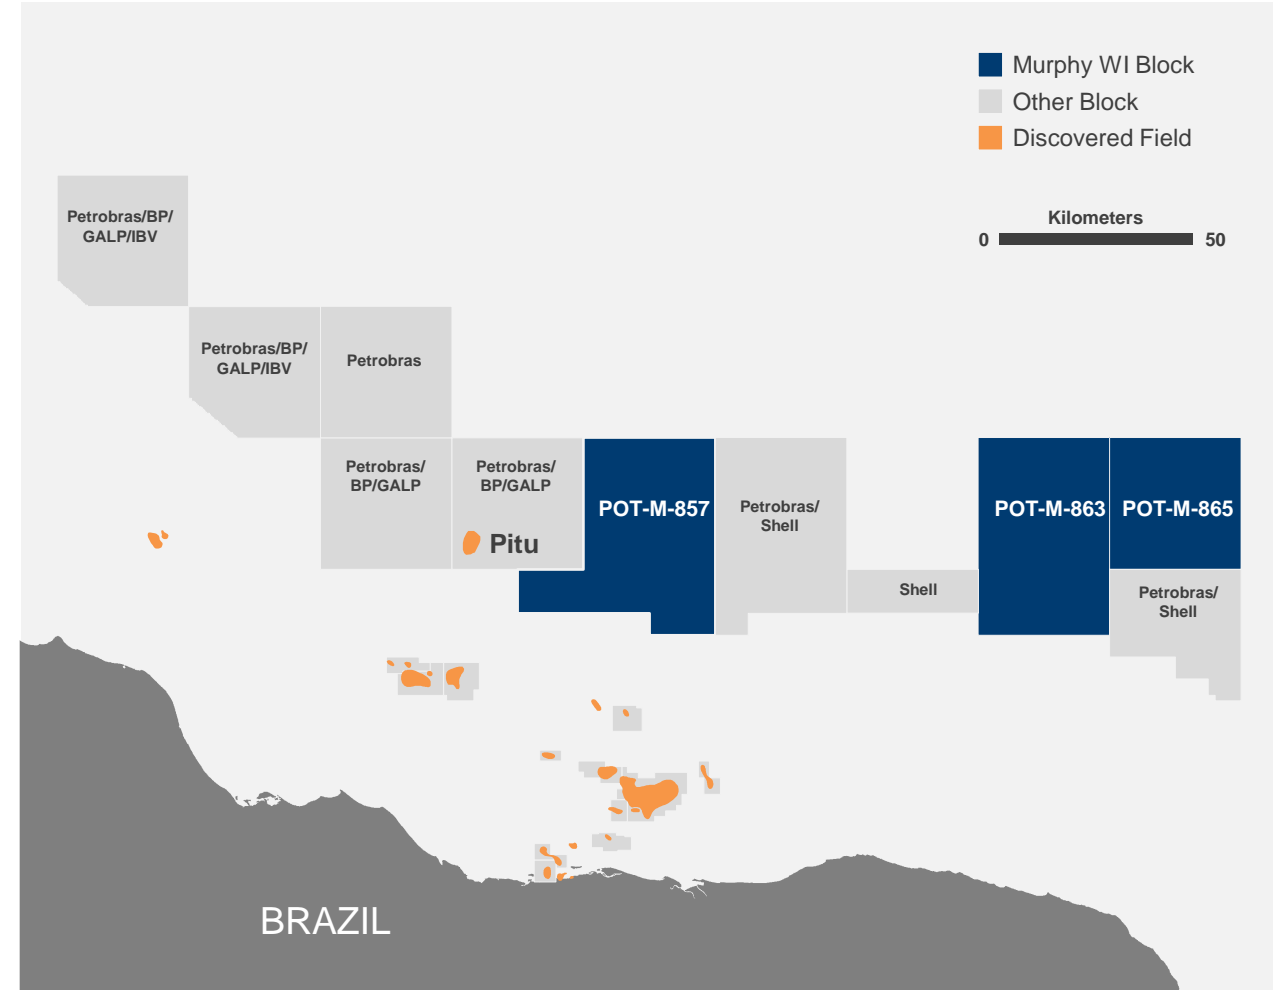 Murphy WI Block
Other Block
Discovered Field
Kilometers
0 50
Petrobras/BP/
GALP/IBV
Petrobras/BP/
GALP/IBV
Petrobras
Petrobras/
BP/GALP
Petrobras/
BP/GALP
Pitu
POT-M-857
Petrobras/
Shell
Shell
POT-M-863
POT-M-865
Petrobras/
Shell
BRAZIL